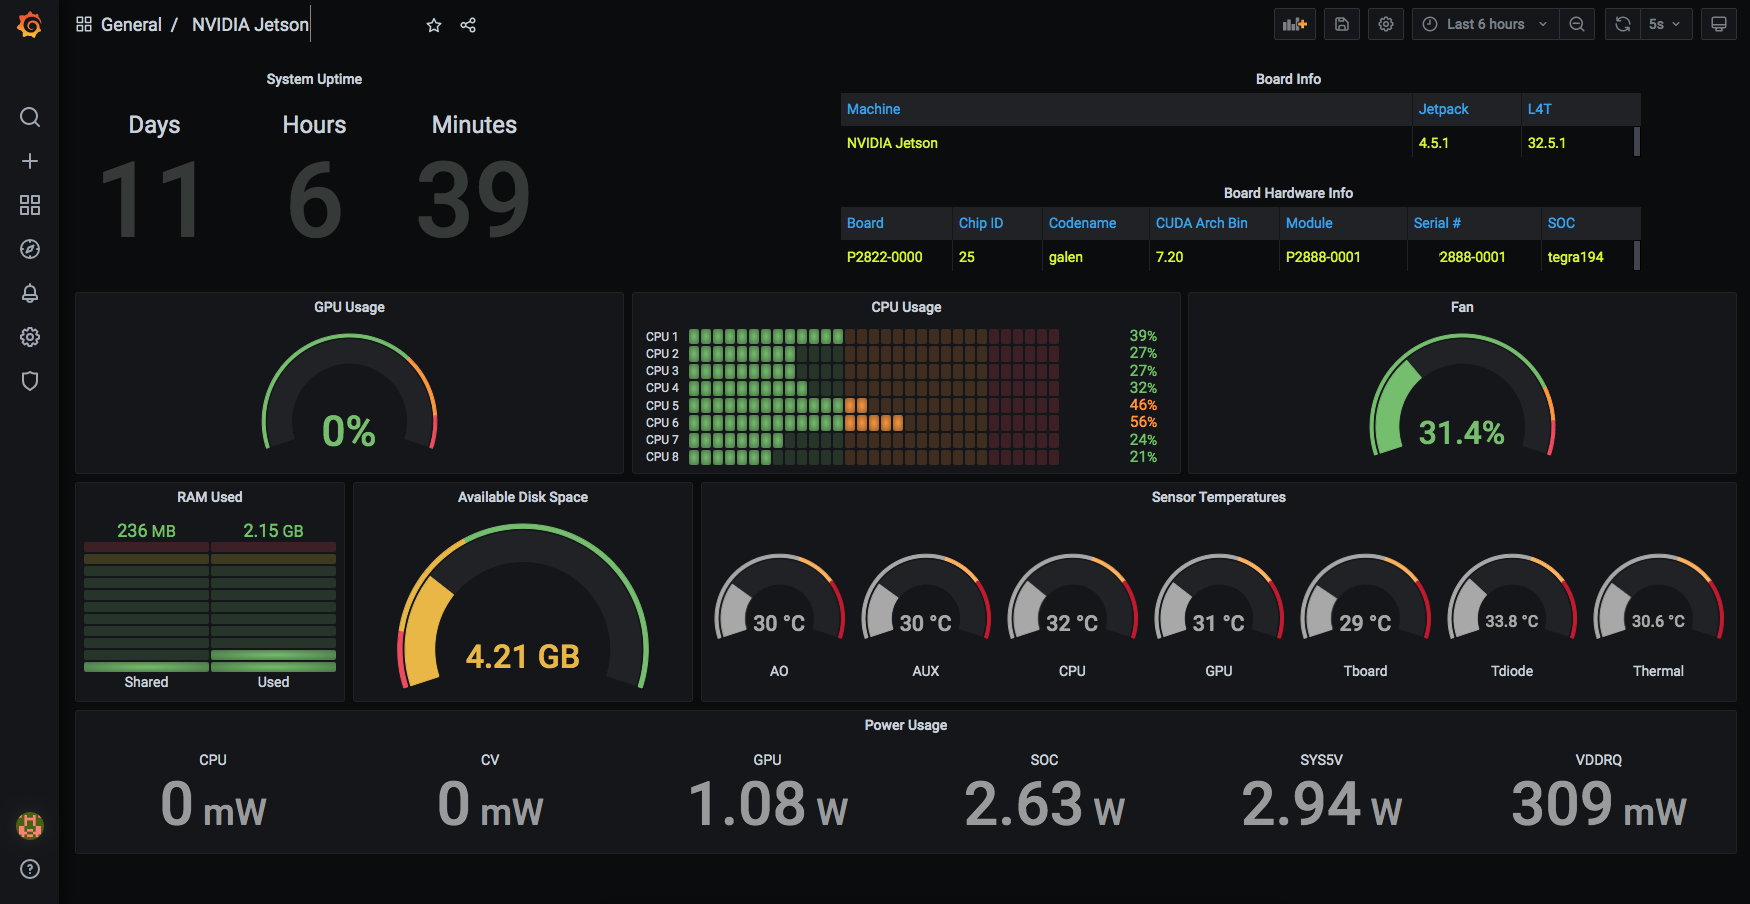 General / NVIDIA Jetson
Last 6 hours
5s
System Uptime
Days Hours Minutes
11 6 39
Board Info
Machine Jetpack L4T
NVIDIA Jetson 4.5.1 32.5.1
Board Hardware Info
Board Chip ID Codename CUDA Arch Bin Module Serial # SOC
P2822-0000 25 galen 7.20 P2888-0001 2888-0001 tegra194
GPU Usage
0%
CPU Usage
CPU 1 39%
CPU 2 27%
CPU 3 27%
CPU 4 32%
CPU 5 46%
CPU 6 56%
CPU 7 24%
CPU 8 21%
Fan
31.4%
RAM Used
236 MB 2.15 GB
Shared Used
Available Disk Space
4.21 GB
Sensor Temperatures
30 °C 30 °C 32 °C 31 °C 29 °C 33.8 °C 30.6 °C
AO AUX CPU GPU Tboard Tdiode Thermal
Power Usage
CPU CV GPU SOC SYS5V VDDRQ
0 mW 0 mW 1.08 W 2.63 W 2.94 W 309 mW